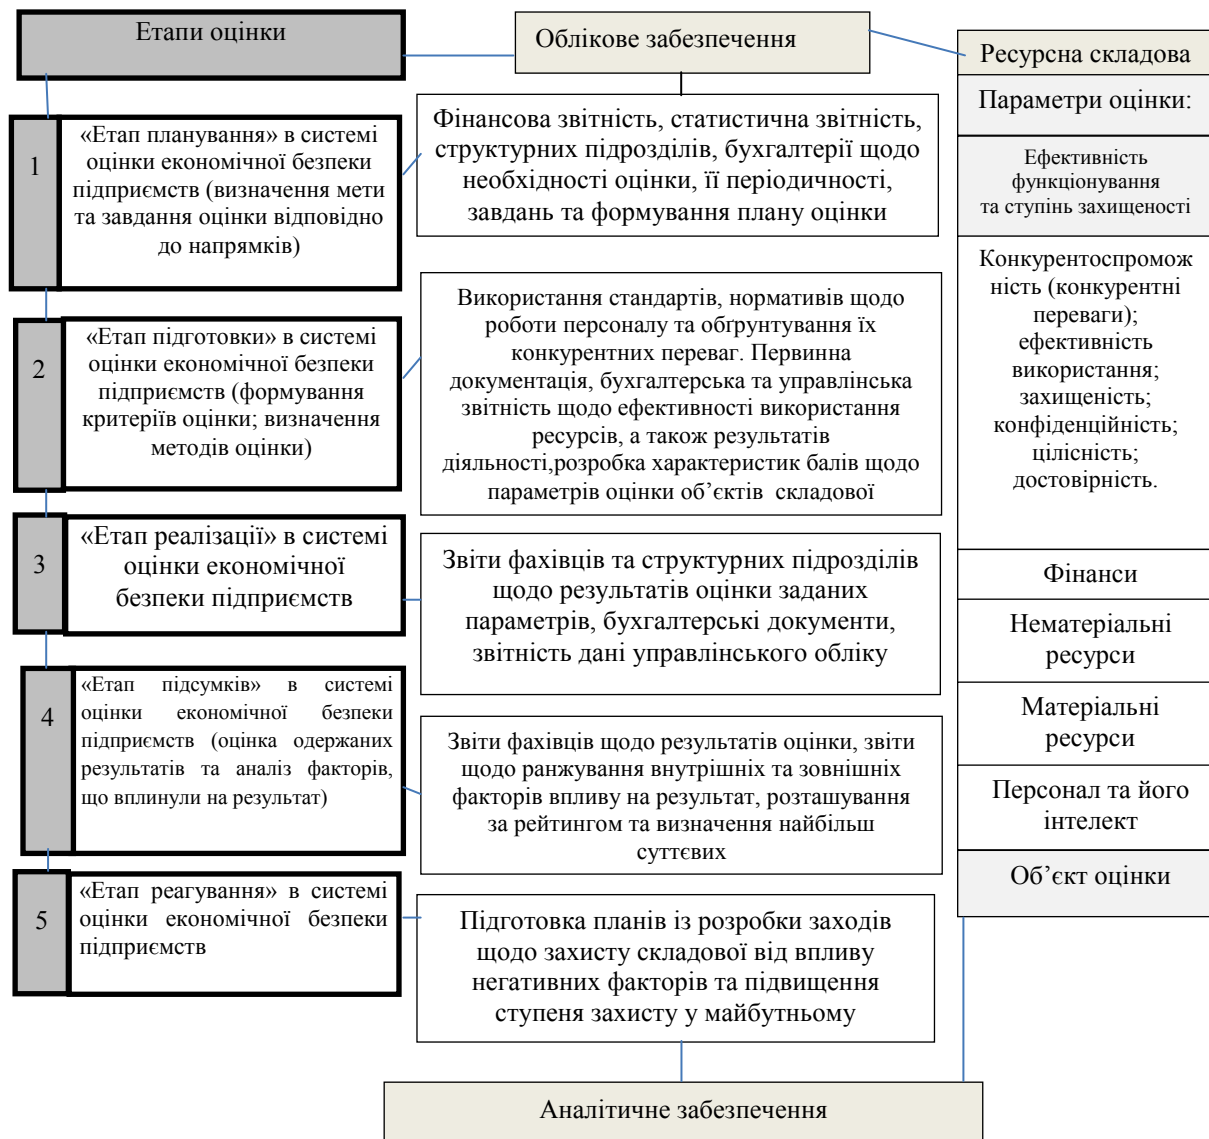 Етапи оцінки
Облікове забезпечення
Ресурсна складова
Параметри оцінки:
Ефективність
функціонування
та ступінь захищеності
Конкурентоспромож
ність (конкурентні
переваги);
ефективність
використання;
захищеність;
конфіденційність;
цілісність;
достовірність.
Фінанси
Нематеріальні
ресурси
Матеріальні
ресурси
Персонал та його
інтелект
Об’єкт оцінки
1
«Етап планування» в системі
оцінки економічної безпеки
підприємств (визначення мети
та завдання оцінки відповідно
до напрямків)
Фінансова звітність, статистична звітність,
структурних підрозділів, бухгалтерії щодо
необхідності оцінки, її періодичності,
завдань та формування плану оцінки
2
«Етап підготовки» в системі
оцінки економічної безпеки
підприємств (формування
критеріїв оцінки; визначення
методів оцінки)
Використання стандартів, нормативів щодо
роботи персоналу та обґрунтування їх
конкурентних переваг. Первинна
документація, бухгалтерська та управлінська
звітність щодо ефективності використання
ресурсів, а також результатів
діяльності,розробка характеристик балів щодо
параметрів оцінки об’єктів складової
3
«Етап реалізації» в системі
оцінки економічної
безпеки підприємств
Звіти фахівців та структурних підрозділів
щодо результатів оцінки заданих
параметрів, бухгалтерські документи,
звітність дані управлінського обліку
4
«Етап підсумків» в системі
оцінки економічної безпеки
підприємств (оцінка одержаних
результатів та аналіз факторів,
що вплинули на результат)
Звіти фахівців щодо результатів оцінки, звіти
щодо ранжування внутрішніх та зовнішніх
факторів впливу на результат, розташування
за рейтингом та визначення найбільш
суттєвих
5
«Етап реагування» в системі
оцінки економічної безпеки
підприємств
Підготовка планів із розробки заходів
щодо захисту складової від впливу
негативних факторів та підвищення
ступеня захисту у майбутньому
Аналітичне забезпечення